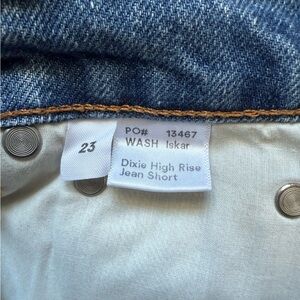 23
PO# 13467
WASH Iskar
Dixie High Rise
Jean Short